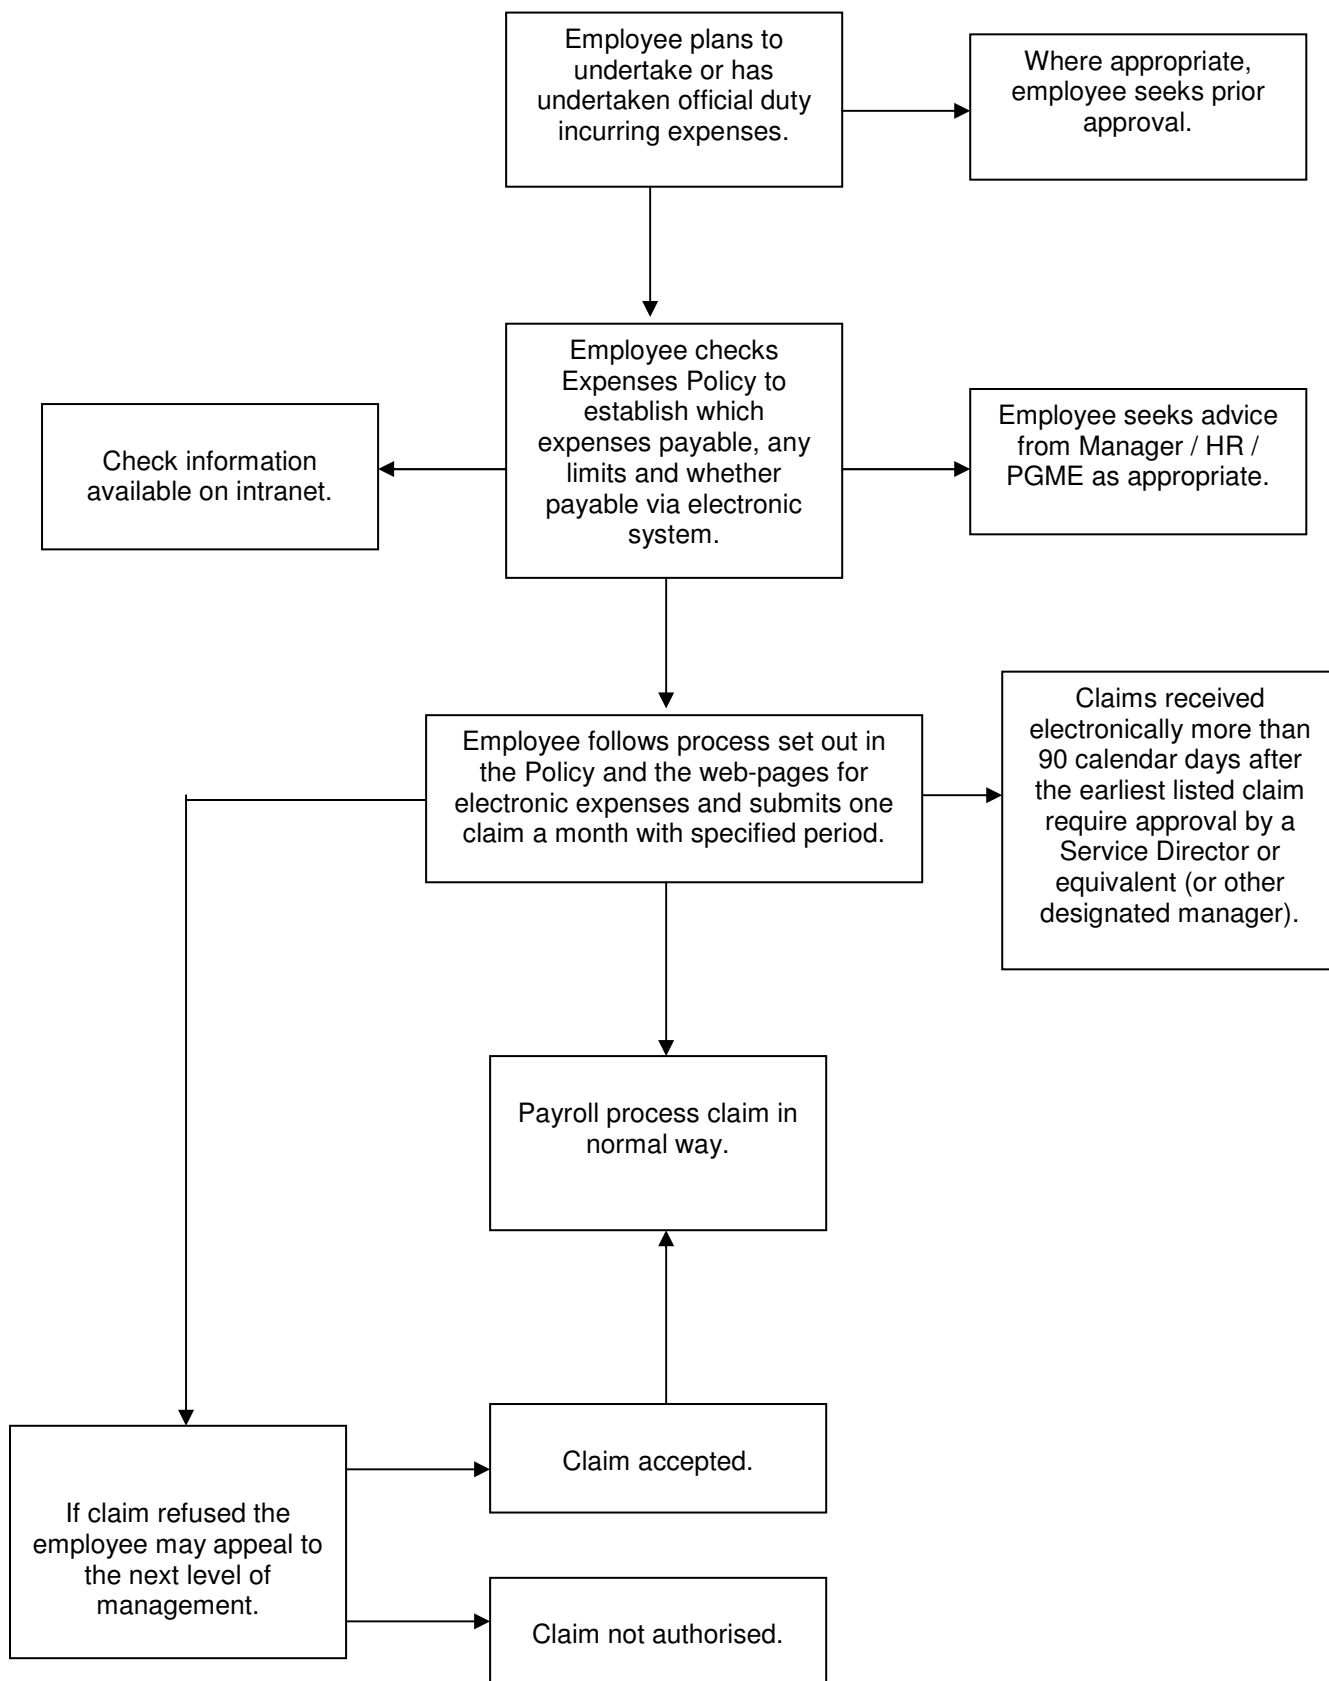 Employee plans to
undertake or has
undertaken official duty
incurring expenses.
Where appropriate,
employee seeks prior
approval.
Employee checks
Expenses Policy to
establish which
expenses payable, any
limits and whether
payable via electronic
system.
Check information
available on intranet.
Employee seeks advice
from Manager / HR /
PGME as appropriate.
Employee follows process set out in
the Policy and the web-pages for
electronic expenses and submits one
claim a month with specified period.
Claims received
electronically more than
90 calendar days after
the earliest listed claim
require approval by a
Service Director or
equivalent (or other
designated manager).
Payroll process claim in
normal way.
Claim accepted.
If claim refused the
employee may appeal to
the next level of
management.
Claim not authorised.